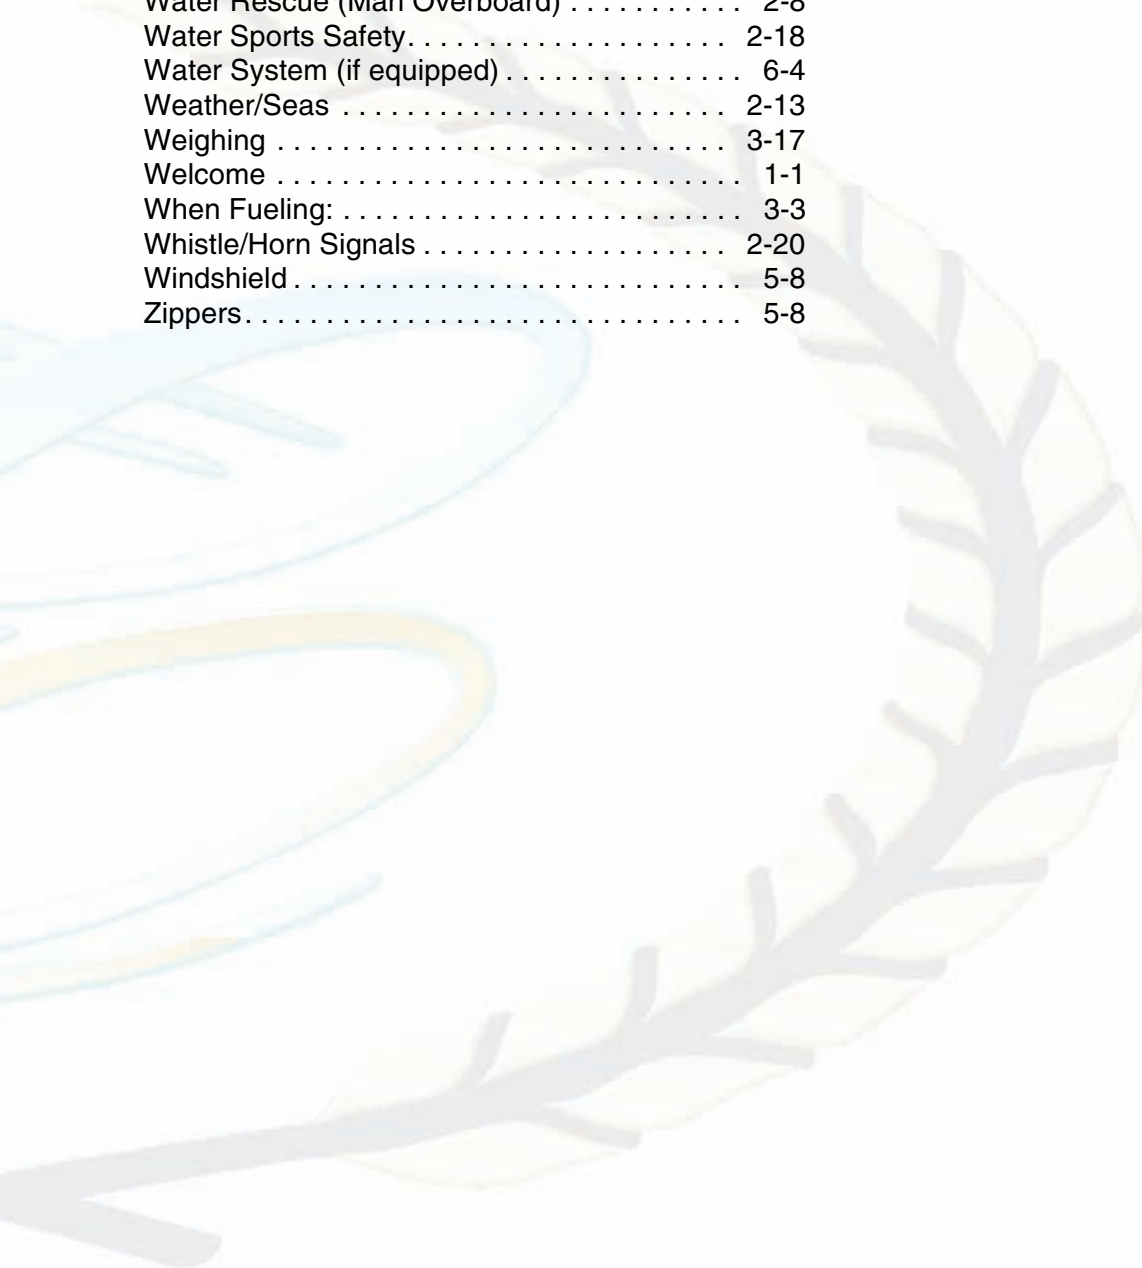 Water Rescue (Man Overboard) . . . . . . . . . . . 2-8
Water Sports Safety. . . . . . . . . . . . . . . . . . . . 2-18
Water System (if equipped) . . . . . . . . . . . . . . . 6-4
Weather/Seas . . . . . . . . . . . . . . . . . . . . . . . . 2-13
Weighing . . . . . . . . . . . . . . . . . . . . . . . . . . . . 3-17
Welcome . . . . . . . . . . . . . . . . . . . . . . . . . . . . . 1-1
When Fueling: . . . . . . . . . . . . . . . . . . . . . . . . . 3-3
Whistle/Horn Signals . . . . . . . . . . . . . . . . . . . 2-20
Windshield . . . . . . . . . . . . . . . . . . . . . . . . . . . . 5-8
Zippers. . . . . . . . . . . . . . . . . . . . . . . . . . . . . . . 5-8